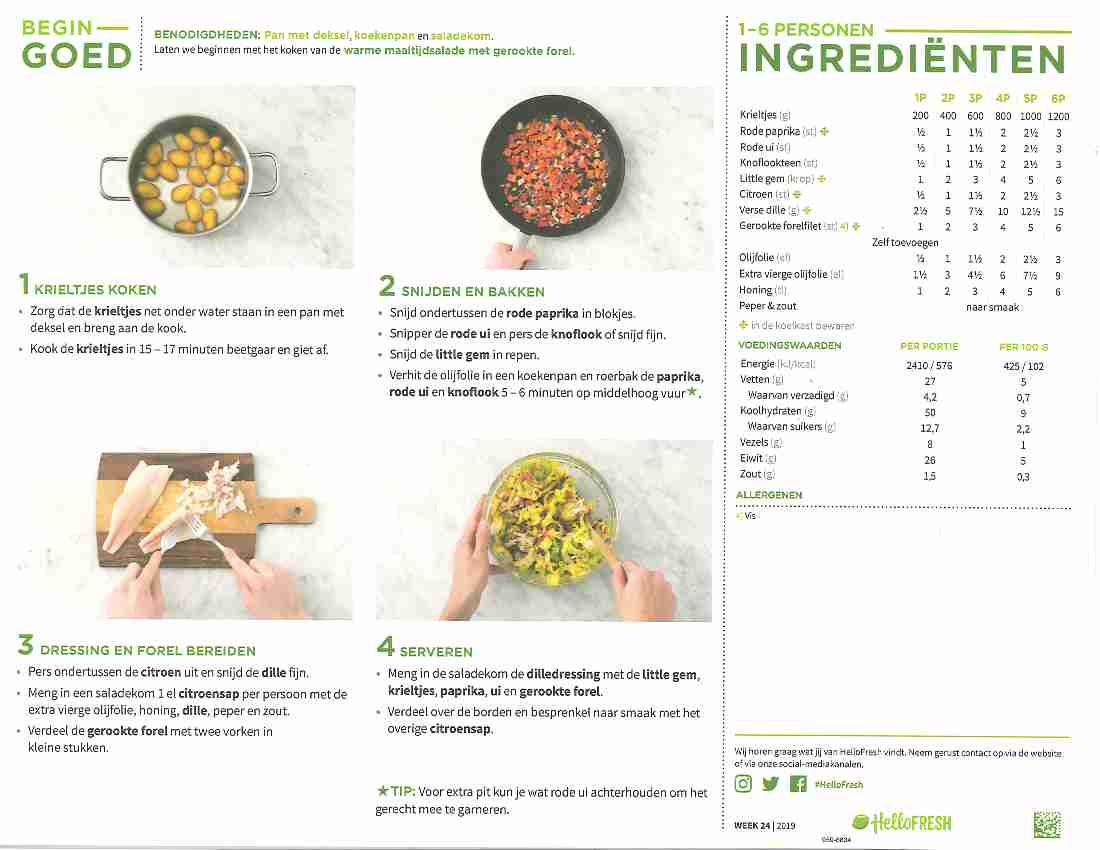 BEGIN
GOED
BENODIGDHEDEN: Pan met deksel, koekenpan en saladekom.
Laten we beginnen met het koken van de warme maaltijdsalade met gerookte forel.
1 KRIELTJES KOKEN
• Zorg dat de krieltjes net onder water staan in een pan met
deksel en breng aan de kook.
• Kook de krieltjes in 15 – 17 minuten beetgaar en giet af.
2 SNIJDEN EN BAKKEN
• Snijd ondertussen de rode paprika in blokjes.
• Snipper de rode ui en pers de knoflook of snijd fijn.
• Snijd de little gem in repen.
• Verhit de olijfolie in een koekenpan en roerbak de paprika,
rode ui en knoflook 5 – 6 minuten op middelhoog vuur★.
3 DRESSING EN FOREL BEREIDEN
• Pers ondertussen de citroen uit en snijd de dille fijn.
• Meng in een saladekom 1 el citroensap per persoon met de
extra vierge olijfolie, honing, dille, peper en zout.
• Verdeel de gerookte forel met twee vorken in
kleine stukken.
4 SERVEREN
• Meng in de saladekom de dilledressing met de little gem,
krieltjes, paprika, ui en gerookte forel.
• Verdeel over de borden en besprenkel naar smaak met het
overige citroensap.
★TIP: Voor extra pit kun je wat rode ui achterhouden om het
gerecht mee te garneren.
1–6 PERSONEN
INGREDIËNTEN
1P 2P 3P 4P 5P 6P
Krieltjes (g) 200 400 600 800 1000 1200
Rode paprika (st) ½ 1 1½ 2 2½ 3
Rode ui (st) ½ 1 1½ 2 2½ 3
Knoflookteen (st) ½ 1 1½ 2 2½ 3
Little gem (krop) 1 2 3 4 5 6
Citroen (st) ½ 1 1½ 2 2½ 3
Verse dille (g) 2½ 5 7½ 10 12½ 15
Gerookte forelfilet (st) 4) 1 2 3 4 5 6
Zelf toevoegen
Olijfolie (el) ½ 1 1½ 2 2½ 3
Extra vierge olijfolie (el) 1½ 3 4½ 6 7½ 9
Honing (tl) 1 2 3 4 5 6
Peper & zout naar smaak
in de koelkast bewaren
VOEDINGSWAARDEN PER PORTIE PER 100 G
Energie (kJ/kcal) 2410 / 576 425 / 102
Vetten (g) 27 5
Waarvan verzadigd (g) 4,2 0,7
Koolhydraten (g) 50 9
Waarvan suikers (g) 12,7 2,2
Vezels (g) 8 1
Eiwit (g) 26 5
Zout (g) 1,5 0,3
ALLERGENEN
4) Vis
Wij horen graag wat jij van HelloFresh vindt. Neem gerust contact op via de website
of via onze social-mediakanalen.
#HelloFresh
WEEK 24 | 2019
HelloFRESH